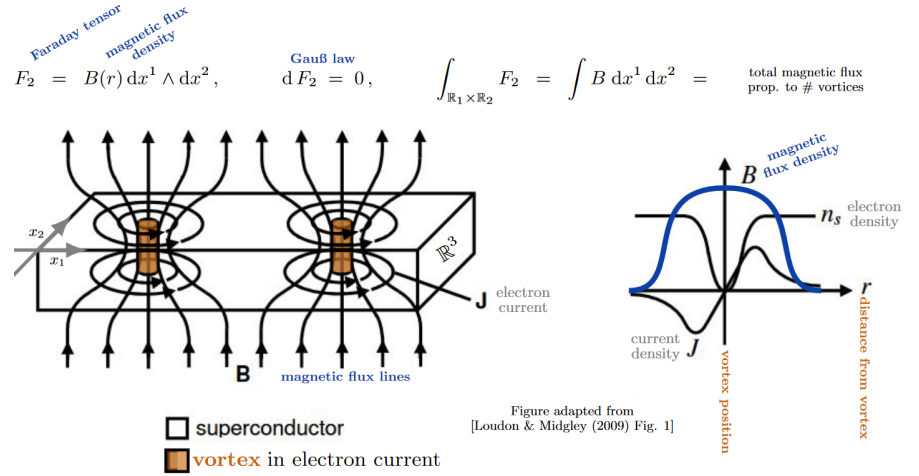 Faraday tensor
magnetic flux
density
Gauß law
F₂ = B(r) dx¹ ∧ dx² , d F₂ = 0 , ∫_{ℝ₁×ℝ₂} F₂ = ∫ B dx¹ dx² =
total magnetic flux
prop. to # vortices
x₂
x₁
ℝ³
J electron
current
B magnetic flux lines
magnetic
flux density
B
nₛ electron
density
r
current
density J
vortex position
distance from vortex
Figure adapted from
[Loudon & Midgley (2009) Fig. 1]
superconductor
vortex in electron current